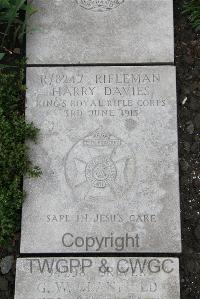 R/8247 RIFLEMAN
HARRY DAVIES
KING'S ROYAL RIFLE CORPS
3RD JUNE 1915
SAFE IN JESUS CARE
Copyright
TWGPP & CWGC